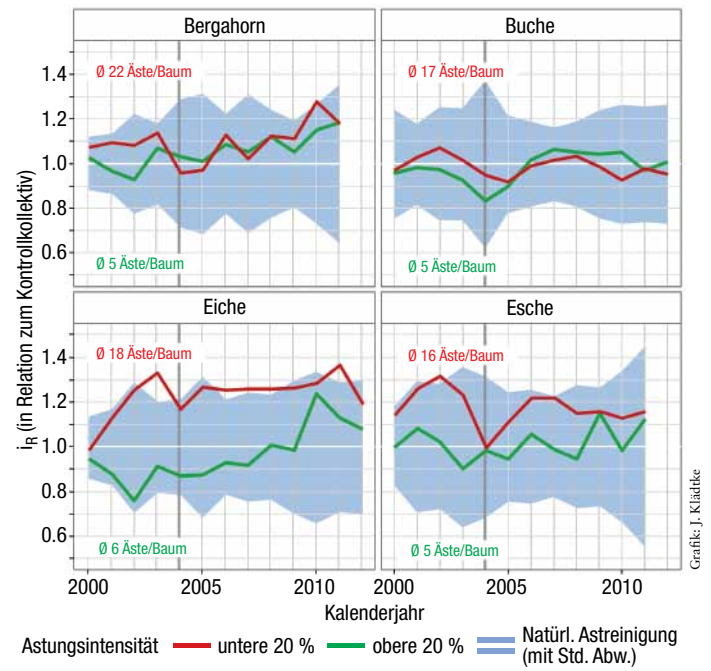 Bergahorn
Buche
Ø 22 Äste/Baum
Ø 17 Äste/Baum
1.4
1.2
1.0
0.8
0.6
Ø 5 Äste/Baum
Ø 5 Äste/Baum
iR (in Relation zum Kontrollkollektiv)
Eiche
Esche
Ø 18 Äste/Baum
Ø 16 Äste/Baum
1.4
1.2
1.0
0.8
0.6
Ø 6 Äste/Baum
Ø 5 Äste/Baum
2000 2005 2010 2000 2005 2010
Kalenderjahr
Astungsintensität untere 20 % obere 20 % Natürl. Astreinigung
(mit Std. Abw.)
Grafik: J. Klädtke